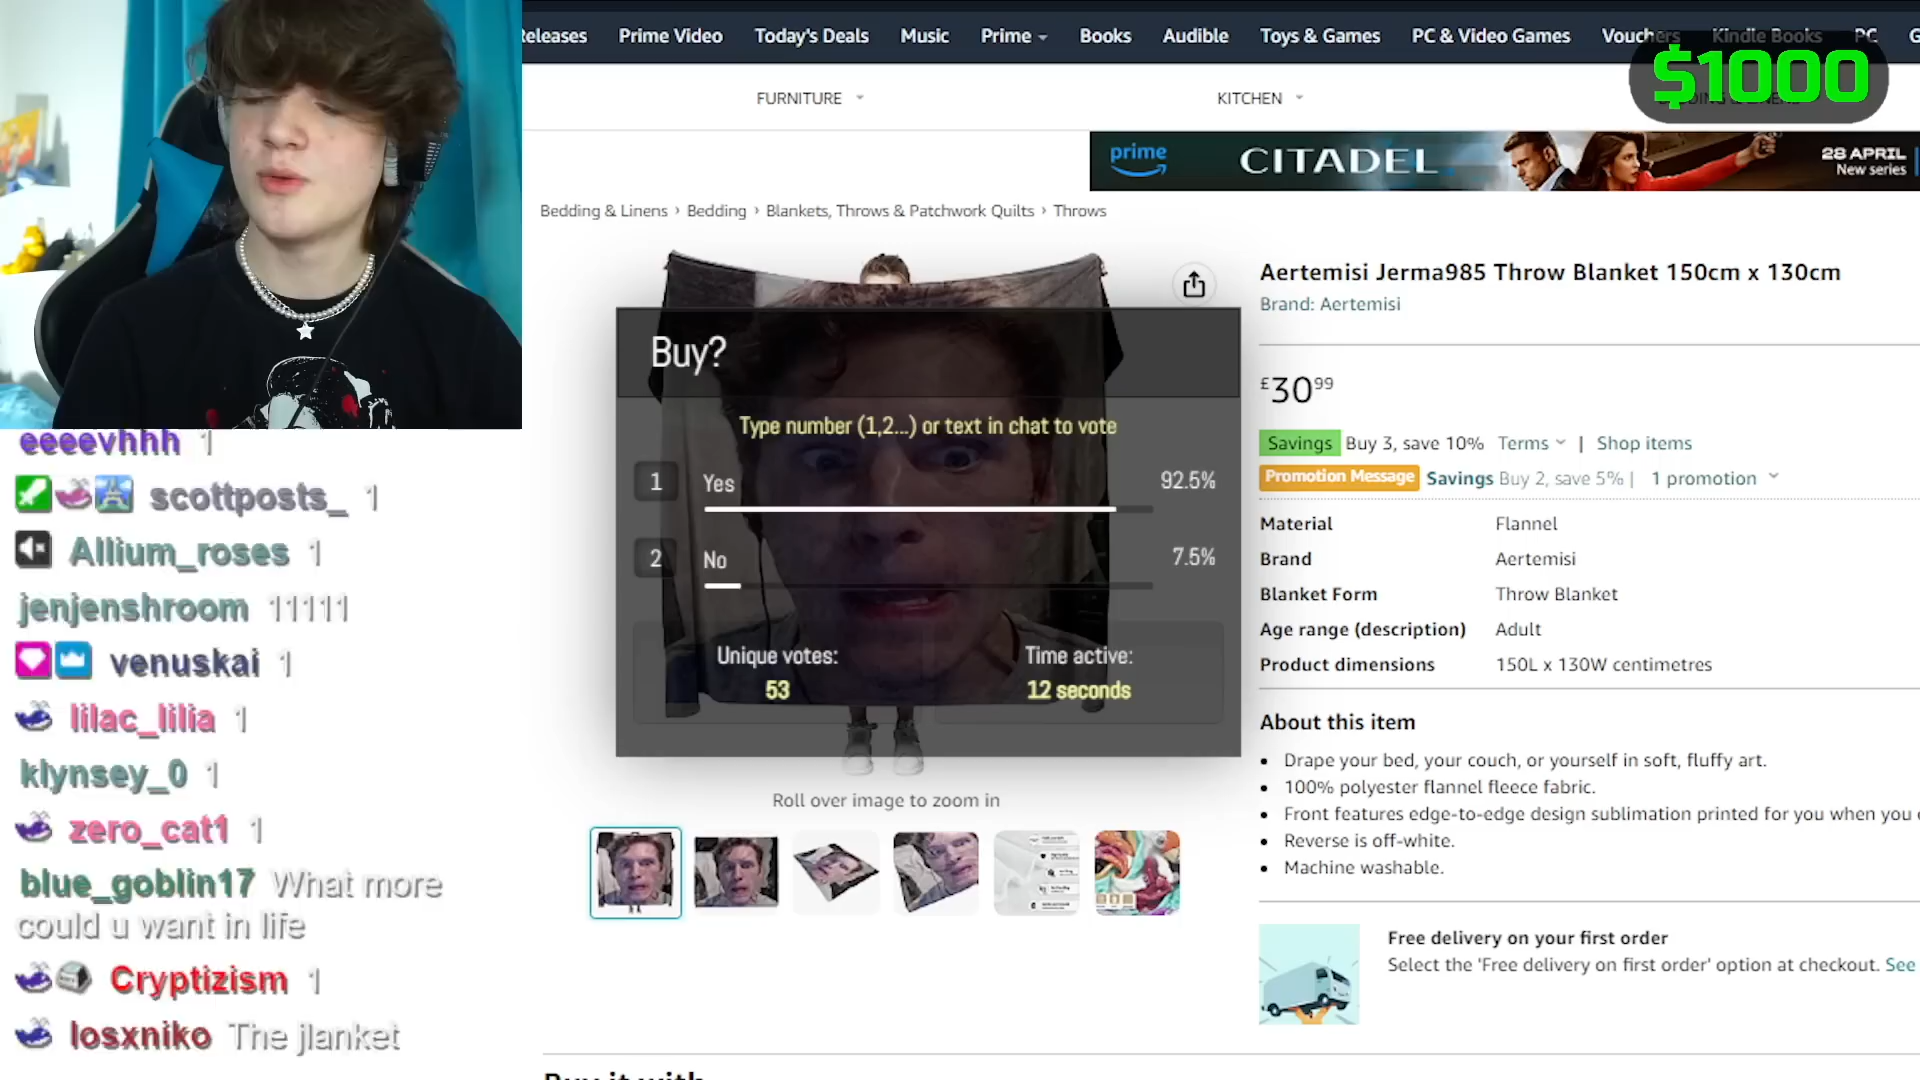 Releases Prime Video Today's Deals Music Prime Books Audible Toys & Games PC & Video Games Vouchers Kindle Books PC
$1000
FURNITURE KITCHEN
prime CITADEL 28 APRIL
New series
Bedding & Linens › Bedding › Blankets, Throws & Patchwork Quilts › Throws
Aertemisi Jerma985 Throw Blanket 150cm x 130cm
Brand: Aertemisi
£30 99
Savings Buy 3, save 10% Terms | Shop items
Promotion Message Savings Buy 2, save 5% | 1 promotion
Material Flannel
Brand Aertemisi
Blanket Form Throw Blanket
Age range (description) Adult
Product dimensions 150L x 130W centimetres
About this item
• Drape your bed, your couch, or yourself in soft, fluffy art.
• 100% polyester flannel fleece fabric.
• Front features edge-to-edge design sublimation printed for you when you
• Reverse is off-white.
• Machine washable.
Free delivery on your first order
Select the 'Free delivery on first order' option at checkout. See
Buy?
Type number (1,2...) or text in chat to vote
1 Yes 92.5%
2 No 7.5%
Unique votes: Time active:
53 12 seconds
Roll over image to zoom in
Buy it with
eeeevhhh 1
scottposts_ 1
Allium_roses 1
jenjenshroom 11111
venuskai 1
lilac_lilia 1
klynsey_0 1
zero_cat1 1
blue_goblin17 What more
could u want in life
Cryptizism 1
losxniko The jlanket